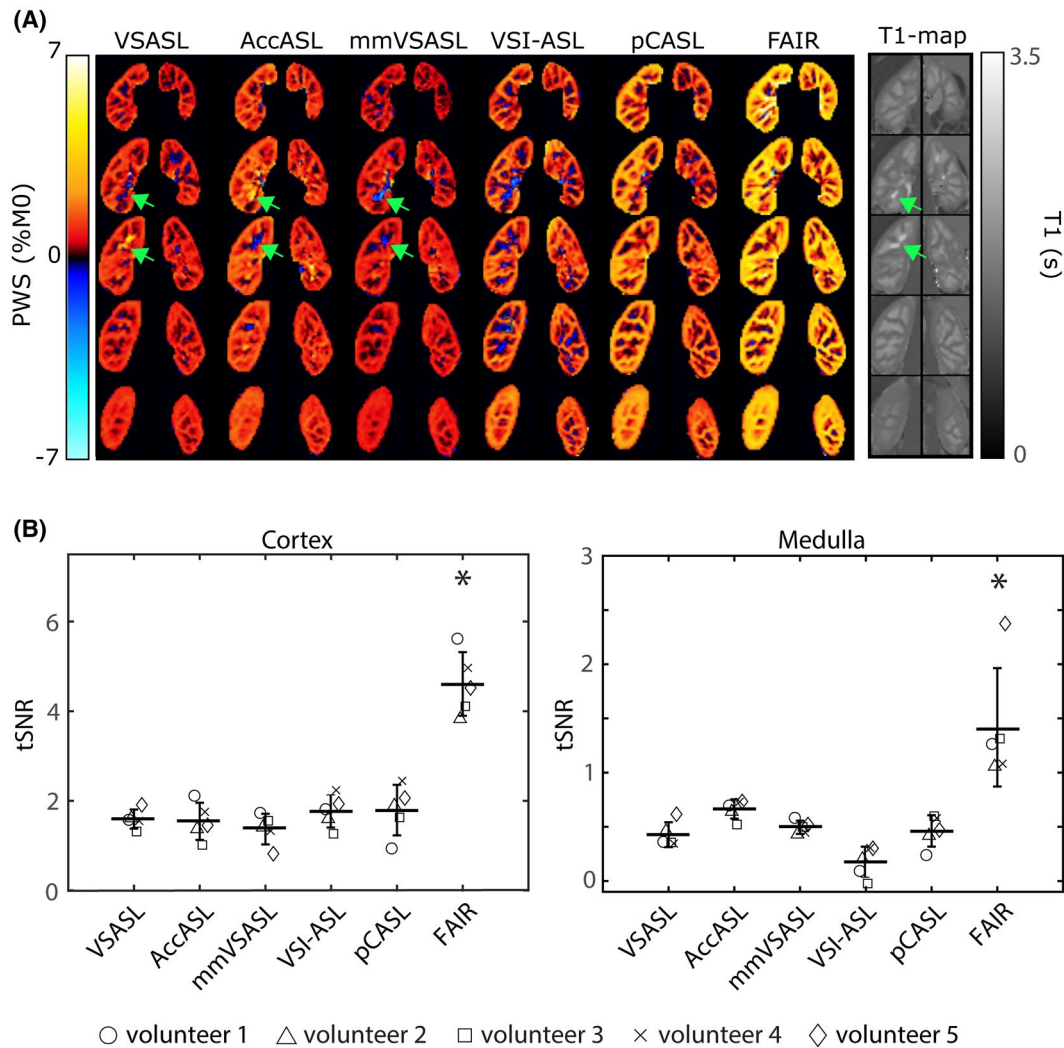 (A)
VSASL AccASL mmVSASL VSI-ASL pCASL FAIR T1-map
7
0
-7
PWS (%M0)
3.5
0
T1 (s)
(B)
Cortex
*
6
4
2
0
tSNR
VSASL AccASL mmVSASL VSI-ASL pCASL FAIR
Medulla
*
3
2
1
0
tSNR
VSASL AccASL mmVSASL VSI-ASL pCASL FAIR
volunteer 1 volunteer 2 volunteer 3 volunteer 4 volunteer 5